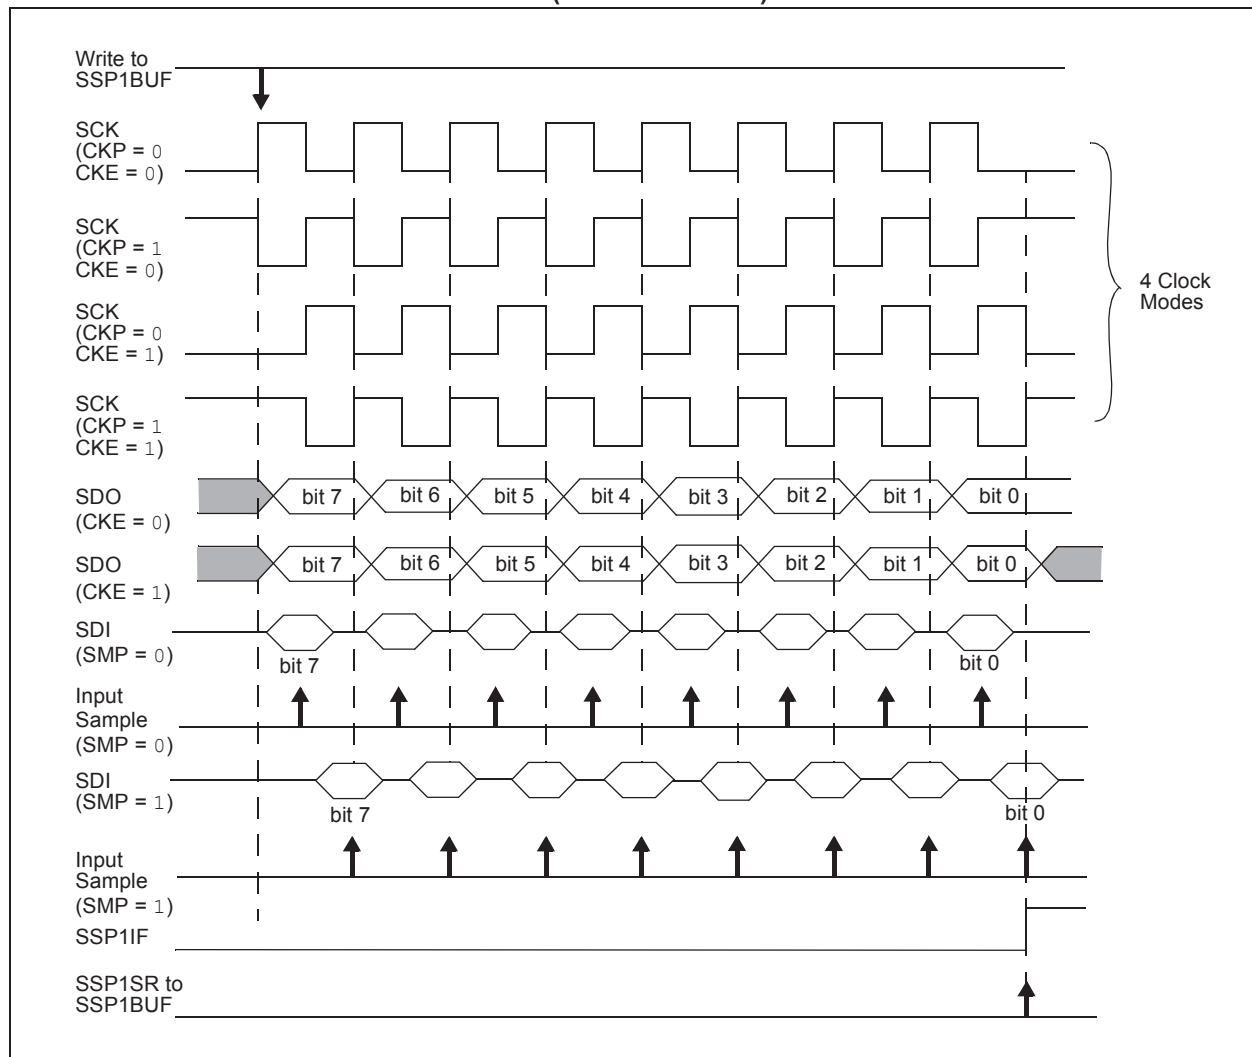 Write to
SSP1BUF
SCK
(CKP = 0
CKE = 0)
SCK
(CKP = 1
CKE = 0)
4 Clock
Modes
SCK
(CKP = 0
CKE = 1)
SCK
(CKP = 1
CKE = 1)
SDO
(CKE = 0)
bit 7 bit 6 bit 5 bit 4 bit 3 bit 2 bit 1 bit 0
SDO
(CKE = 1)
bit 7 bit 6 bit 5 bit 4 bit 3 bit 2 bit 1 bit 0
SDI
(SMP = 0)
bit 7 bit 0
Input
Sample
(SMP = 0)
SDI
(SMP = 1)
bit 7 bit 0
Input
Sample
(SMP = 1)
SSP1IF
SSP1SR to
SSP1BUF